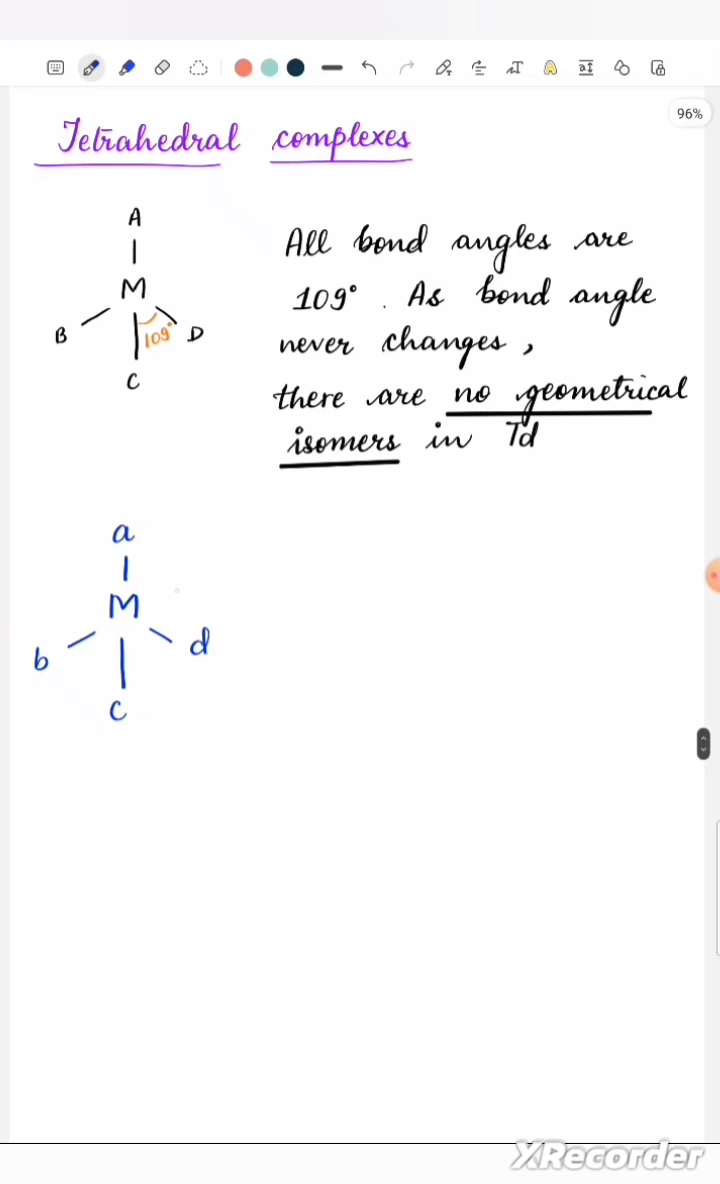 96%
Tetrahedral complexes
A
M
B
109°
D
C
All bond angles are
109°. As bond angle
never changes,
there are no geometrical
isomers in Td
a
M
b
d
c
XRecorder